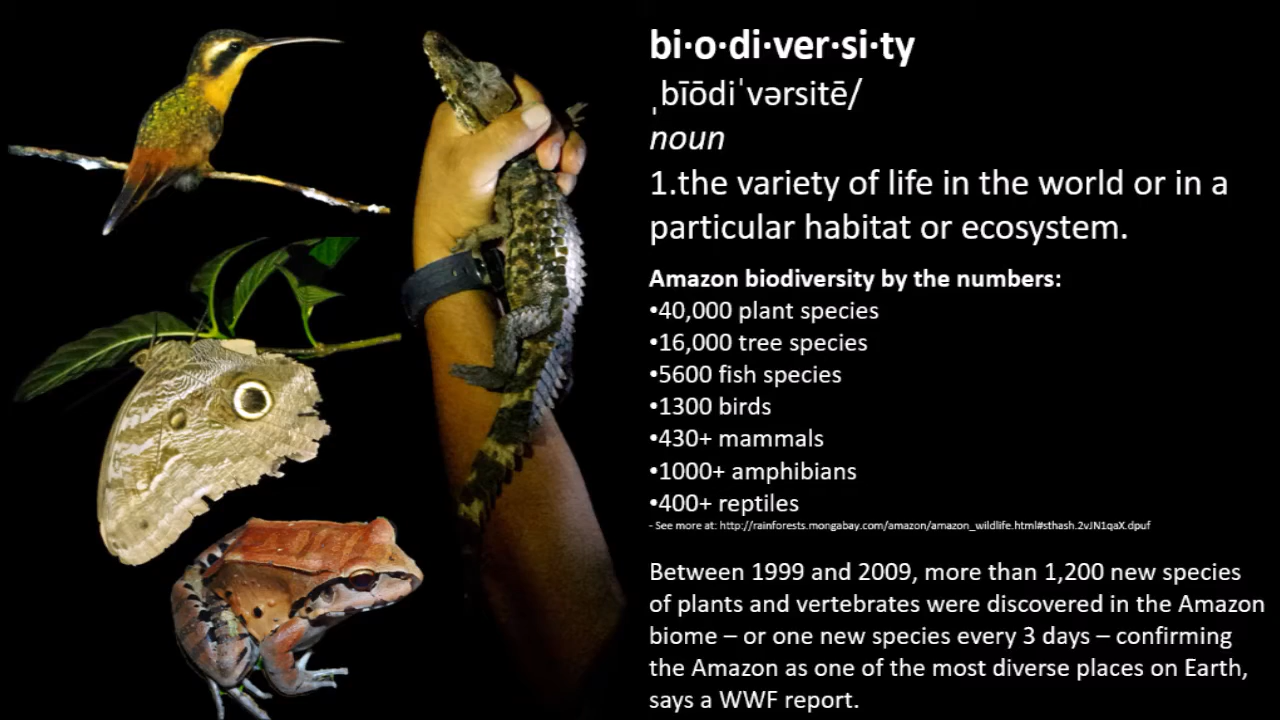 bi·o·di·ver·si·ty
ˌbīōdiˈvərsitē/
noun
1.the variety of life in the world or in a
particular habitat or ecosystem.
Amazon biodiversity by the numbers:
•40,000 plant species
•16,000 tree species
•5600 fish species
•1300 birds
•430+ mammals
•1000+ amphibians
•400+ reptiles
- See more at: http://rainforests.mongabay.com/amazon/amazon_wildlife.html#sthash.2vJN1qaX.dpuf
Between 1999 and 2009, more than 1,200 new species
of plants and vertebrates were discovered in the Amazon
biome – or one new species every 3 days – confirming
the Amazon as one of the most diverse places on Earth,
says a WWF report.